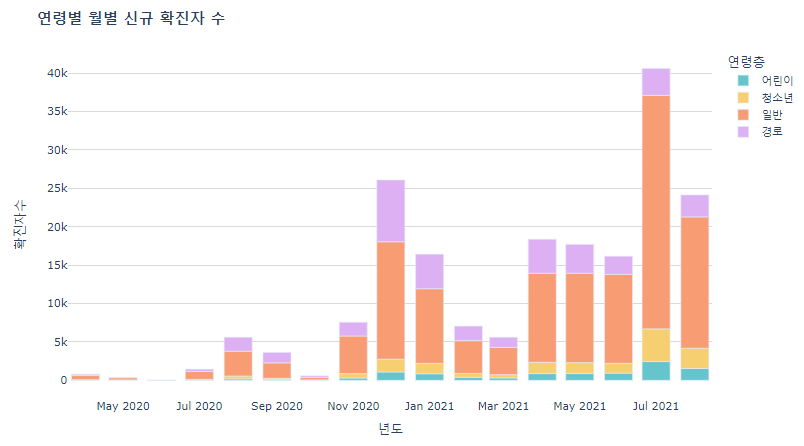 연령별 월별 신규 확진자 수
연령층
어린이
청소년
일반
경로
확진자수
40k
35k
30k
25k
20k
15k
10k
5k
0
May 2020
Jul 2020
Sep 2020
Nov 2020
Jan 2021
Mar 2021
May 2021
Jul 2021
년도